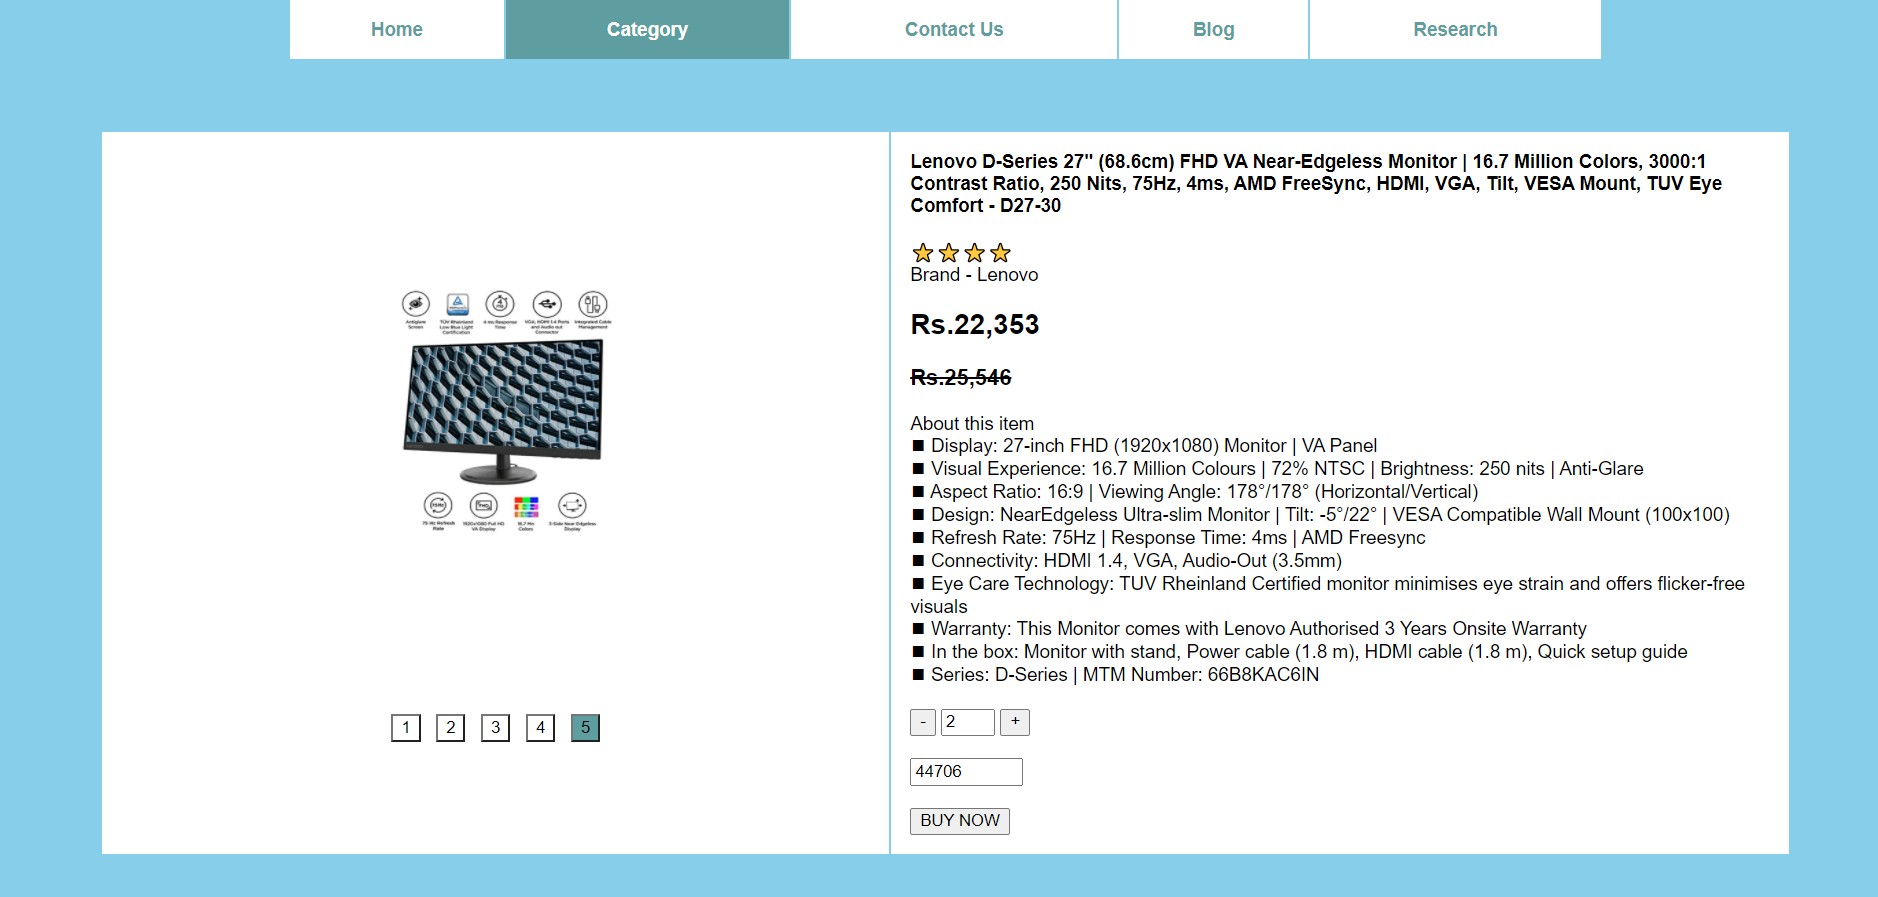 Home
Category
Contact Us
Blog
Research
Lenovo D-Series 27" (68.6cm) FHD VA Near-Edgeless Monitor | 16.7 Million Colors, 3000:1
Contrast Ratio, 250 Nits, 75Hz, 4ms, AMD FreeSync, HDMI, VGA, Tilt, VESA Mount, TUV Eye
Comfort - D27-30
Brand - Lenovo
Rs.22,353
Rs.25,546
About this item
■ Display: 27-inch FHD (1920x1080) Monitor | VA Panel
■ Visual Experience: 16.7 Million Colours | 72% NTSC | Brightness: 250 nits | Anti-Glare
■ Aspect Ratio: 16:9 | Viewing Angle: 178°/178° (Horizontal/Vertical)
■ Design: NearEdgeless Ultra-slim Monitor | Tilt: -5°/22° | VESA Compatible Wall Mount (100x100)
■ Refresh Rate: 75Hz | Response Time: 4ms | AMD Freesync
■ Connectivity: HDMI 1.4, VGA, Audio-Out (3.5mm)
■ Eye Care Technology: TUV Rheinland Certified monitor minimises eye strain and offers flicker-free
visuals
■ Warranty: This Monitor comes with Lenovo Authorised 3 Years Onsite Warranty
■ In the box: Monitor with stand, Power cable (1.8 m), HDMI cable (1.8 m), Quick setup guide
■ Series: D-Series | MTM Number: 66B8KAC6IN
- 2 +
44706
BUY NOW
Antiglare
Screen
TÜV Rheinland
Low Blue Light
Certification
4 ms Response
Time
VGA, HDMI 1.4 Ports
and Audio out
Connector
Integrated Cable
Management
75 Hz Refresh
Rate
1920x1080 Full HD
VA Display
16.7 Mn
Colors
3-Side Near Edgeless
Display
1 2 3 4 5